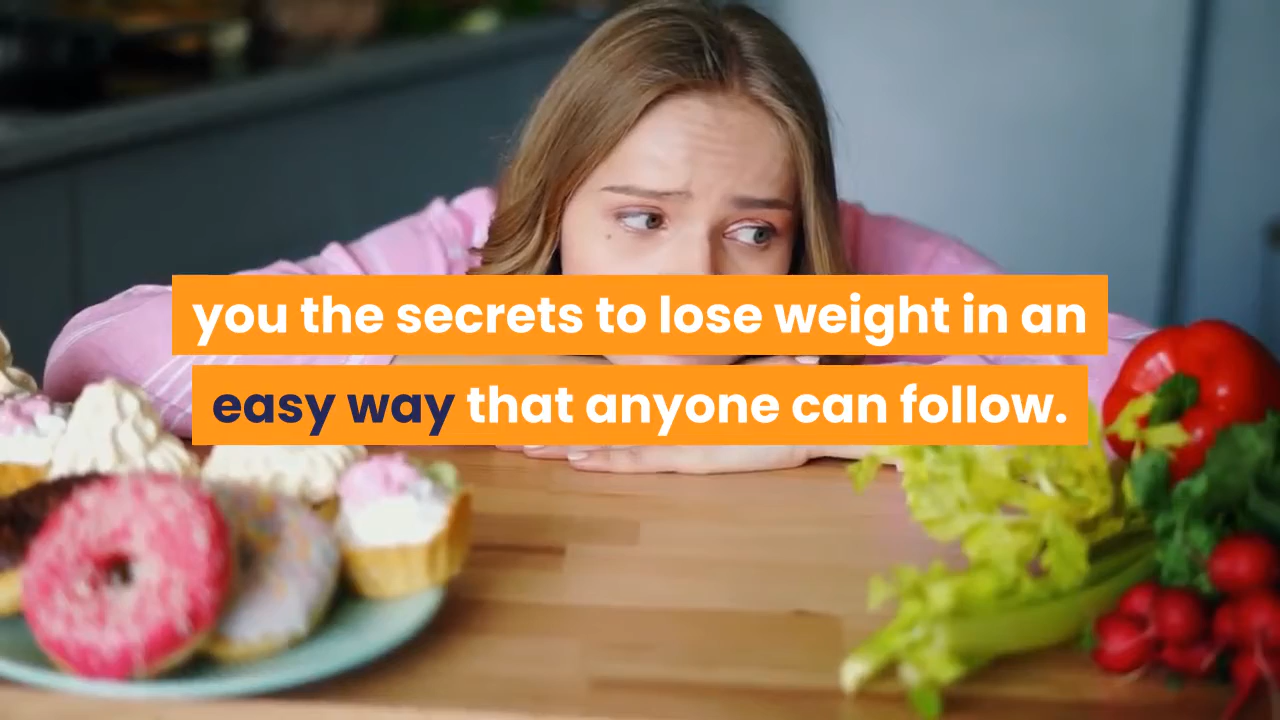 you the secrets to lose weight in an
easy way that anyone can follow.